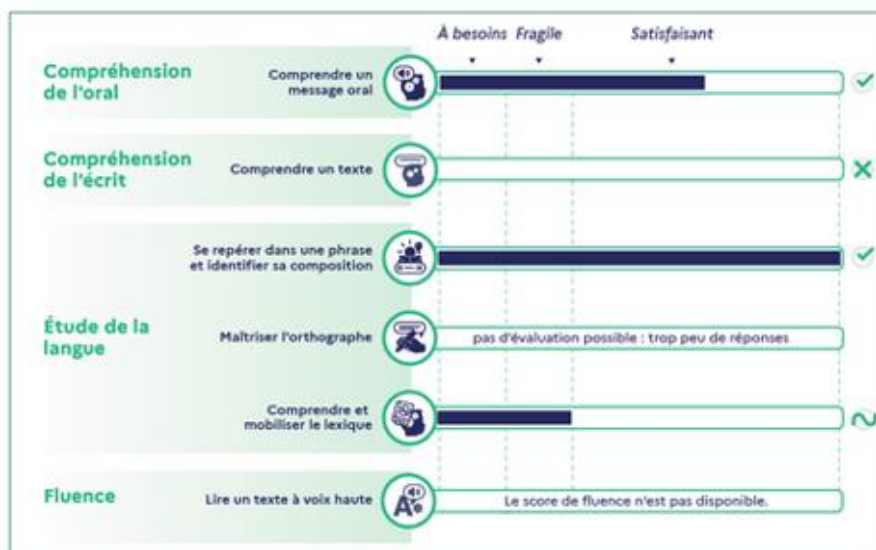 À besoins Fragile Satisfaisant
Compréhension
de l'oral
Comprendre un
message oral
Compréhension
de l'écrit
Comprendre un texte
Étude de la
langue
Se repérer dans une phrase
et identifier sa composition
Maîtriser l'orthographe
pas d'évaluation possible : trop peu de réponses
Comprendre et
mobiliser le lexique
Fluence
Lire un texte à voix haute
Le score de fluence n'est pas disponible.